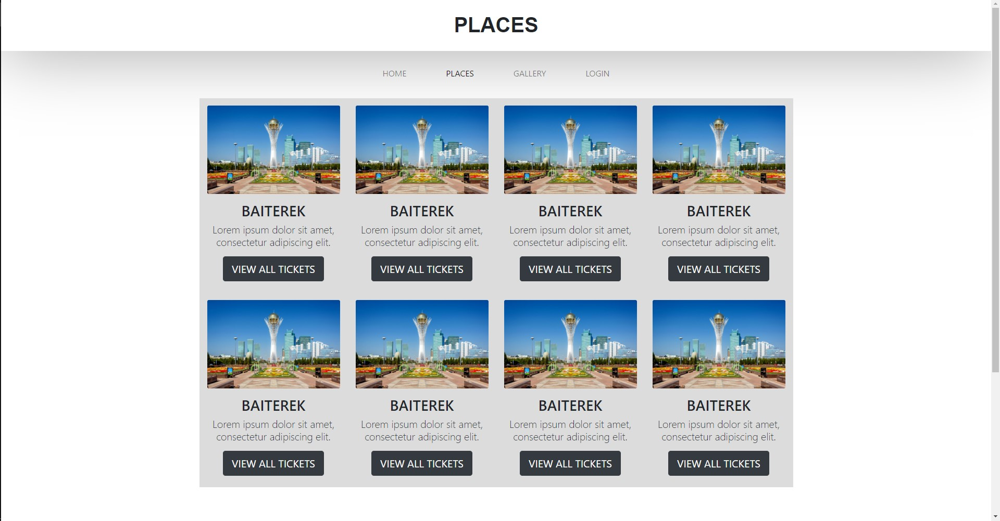 PLACES
HOME PLACES GALLERY LOGIN
BAITEREK BAITEREK BAITEREK BAITEREK
Lorem ipsum dolor sit amet, Lorem ipsum dolor sit amet, Lorem ipsum dolor sit amet, Lorem ipsum dolor sit amet,
consectetur adipiscing elit. consectetur adipiscing elit. consectetur adipiscing elit. consectetur adipiscing elit.
VIEW ALL TICKETS VIEW ALL TICKETS VIEW ALL TICKETS VIEW ALL TICKETS
BAITEREK BAITEREK BAITEREK BAITEREK
Lorem ipsum dolor sit amet, Lorem ipsum dolor sit amet, Lorem ipsum dolor sit amet, Lorem ipsum dolor sit amet,
consectetur adipiscing elit. consectetur adipiscing elit. consectetur adipiscing elit. consectetur adipiscing elit.
VIEW ALL TICKETS VIEW ALL TICKETS VIEW ALL TICKETS VIEW ALL TICKETS